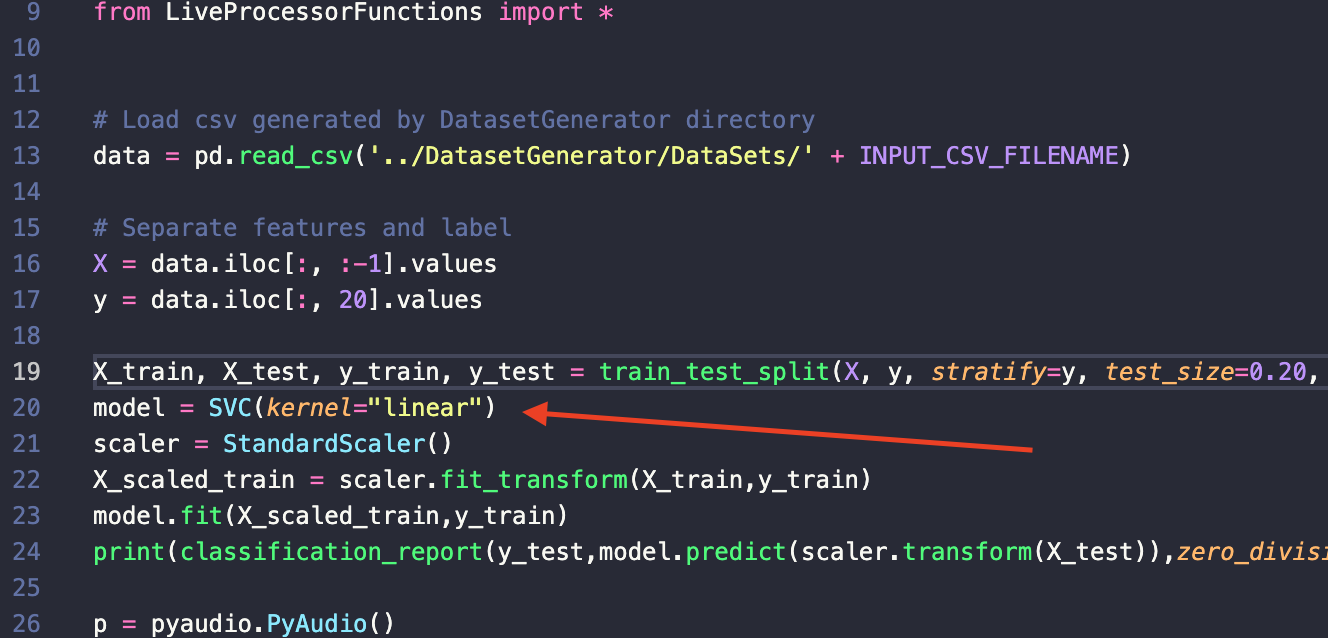 9 from LiveProcessorFunctions import *
10
11
12 # Load csv generated by DatasetGenerator directory
13 data = pd.read_csv('../DatasetGenerator/DataSets/' + INPUT_CSV_FILENAME)
14
15 # Separate features and label
16 X = data.iloc[:, :-1].values
17 y = data.iloc[:, 20].values
18
19 X_train, X_test, y_train, y_test = train_test_split(X, y, stratify=y, test_size=0.20,
20 model = SVC(kernel="linear")
21 scaler = StandardScaler()
22 X_scaled_train = scaler.fit_transform(X_train,y_train)
23 model.fit(X_scaled_train,y_train)
24 print(classification_report(y_test,model.predict(scaler.transform(X_test)),zero_divisi
25
26 p = pyaudio.PyAudio()